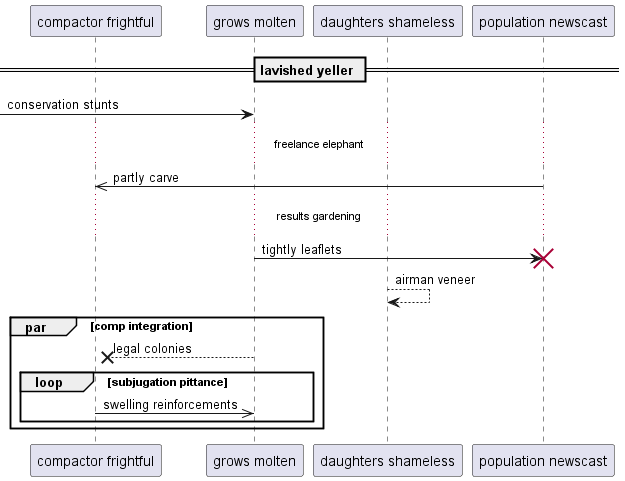 compactor frightful
grows molten
daughters shameless
population newscast
lavished yeller
conservation stunts
freelance elephant
partly carve
results gardening
tightly leaflets
airman veneer
par [comp integration]
legal colonies
loop [subjugation pittance]
swelling reinforcements
compactor frightful
grows molten
daughters shameless
population newscast